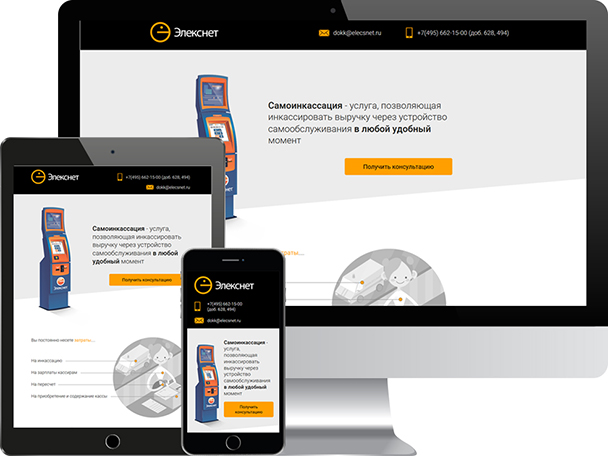 Элекснет
dokk@elecsnet.ru
+7(495) 662-15-00 (доб. 628, 494)
Самоинкассация - услуга, позволяющая
инкассировать выручку через устройство
самообслуживания в любой удобный
момент
Получить консультацию
Элекснет
+7(495) 662-15-00 (доб. 628, 494)
dokk@elecsnet.ru
Самоинкассация - услуга,
позволяющая инкассировать
выручку через устройство
самообслуживания в любой
удобный момент
Получить консультацию
Вы постоянно несете затраты...
На инкассацию
На зарплаты кассирам
На пересчет
На приобретение и содержание кассы
Элекснет
+7(495) 662-15-00
(доб. 628, 494)
dokk@elecsnet.ru
Самоинкассация -
услуга,
позволяющая
инкассировать
выручку через
устройство
самообслуживания
в любой удобный
момент
Получить
консультацию